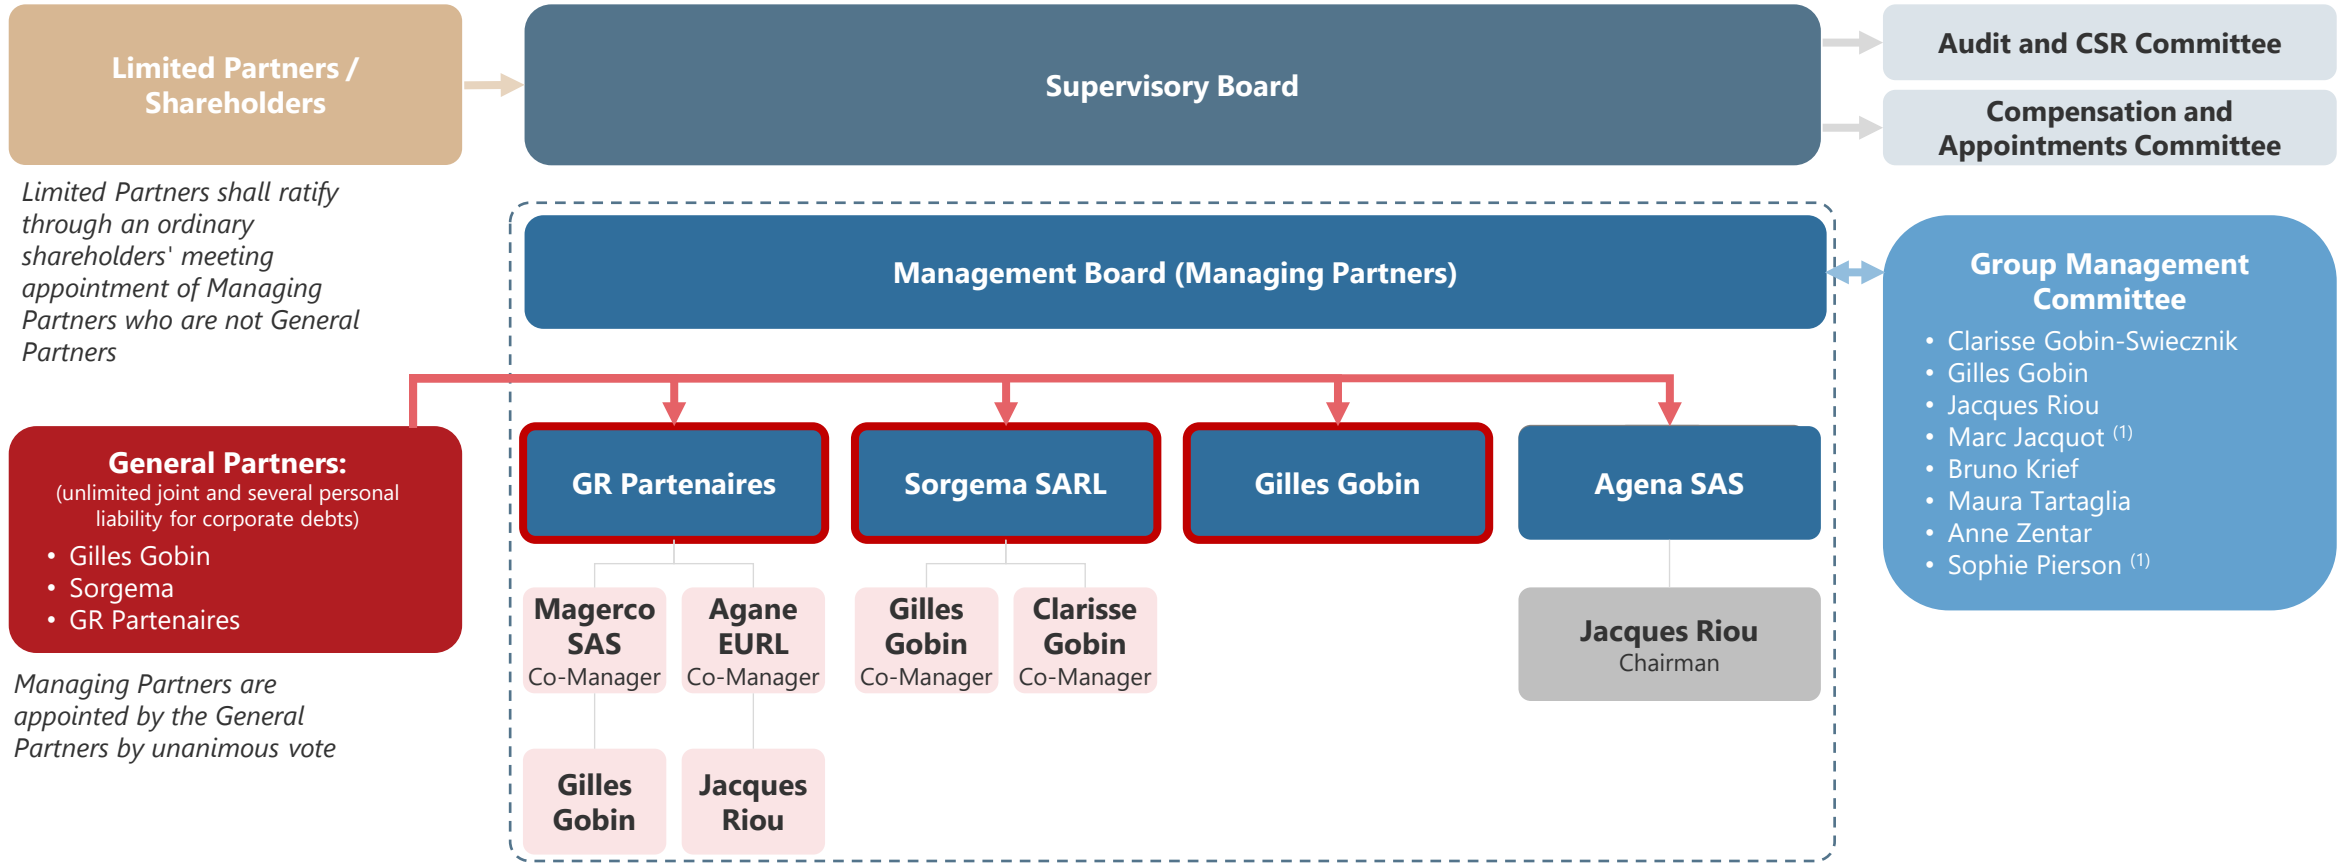 Limited Partners /
Shareholders
Supervisory Board
Audit and CSR Committee
Compensation and
Appointments Committee
Limited Partners shall ratify
through an ordinary
shareholders' meeting
appointment of Managing
Partners who are not General
Partners
Management Board (Managing Partners)
Group Management
Committee
• Clarisse Gobin-Swiecznik
• Gilles Gobin
• Jacques Riou
• Marc Jacquot (1)
• Bruno Krief
• Maura Tartaglia
• Anne Zentar
• Sophie Pierson (1)
General Partners:
(unlimited joint and several personal
liability for corporate debts)
• Gilles Gobin
• Sorgema
• GR Partenaires
Managing Partners are
appointed by the General
Partners by unanimous vote
GR Partenaires
Sorgema SARL
Gilles Gobin
Agena SAS
Magerco
SAS
Co-Manager
Agane
EURL
Co-Manager
Gilles
Gobin
Co-Manager
Clarisse
Gobin
Co-Manager
Jacques Riou
Chairman
Gilles
Gobin
Jacques
Riou